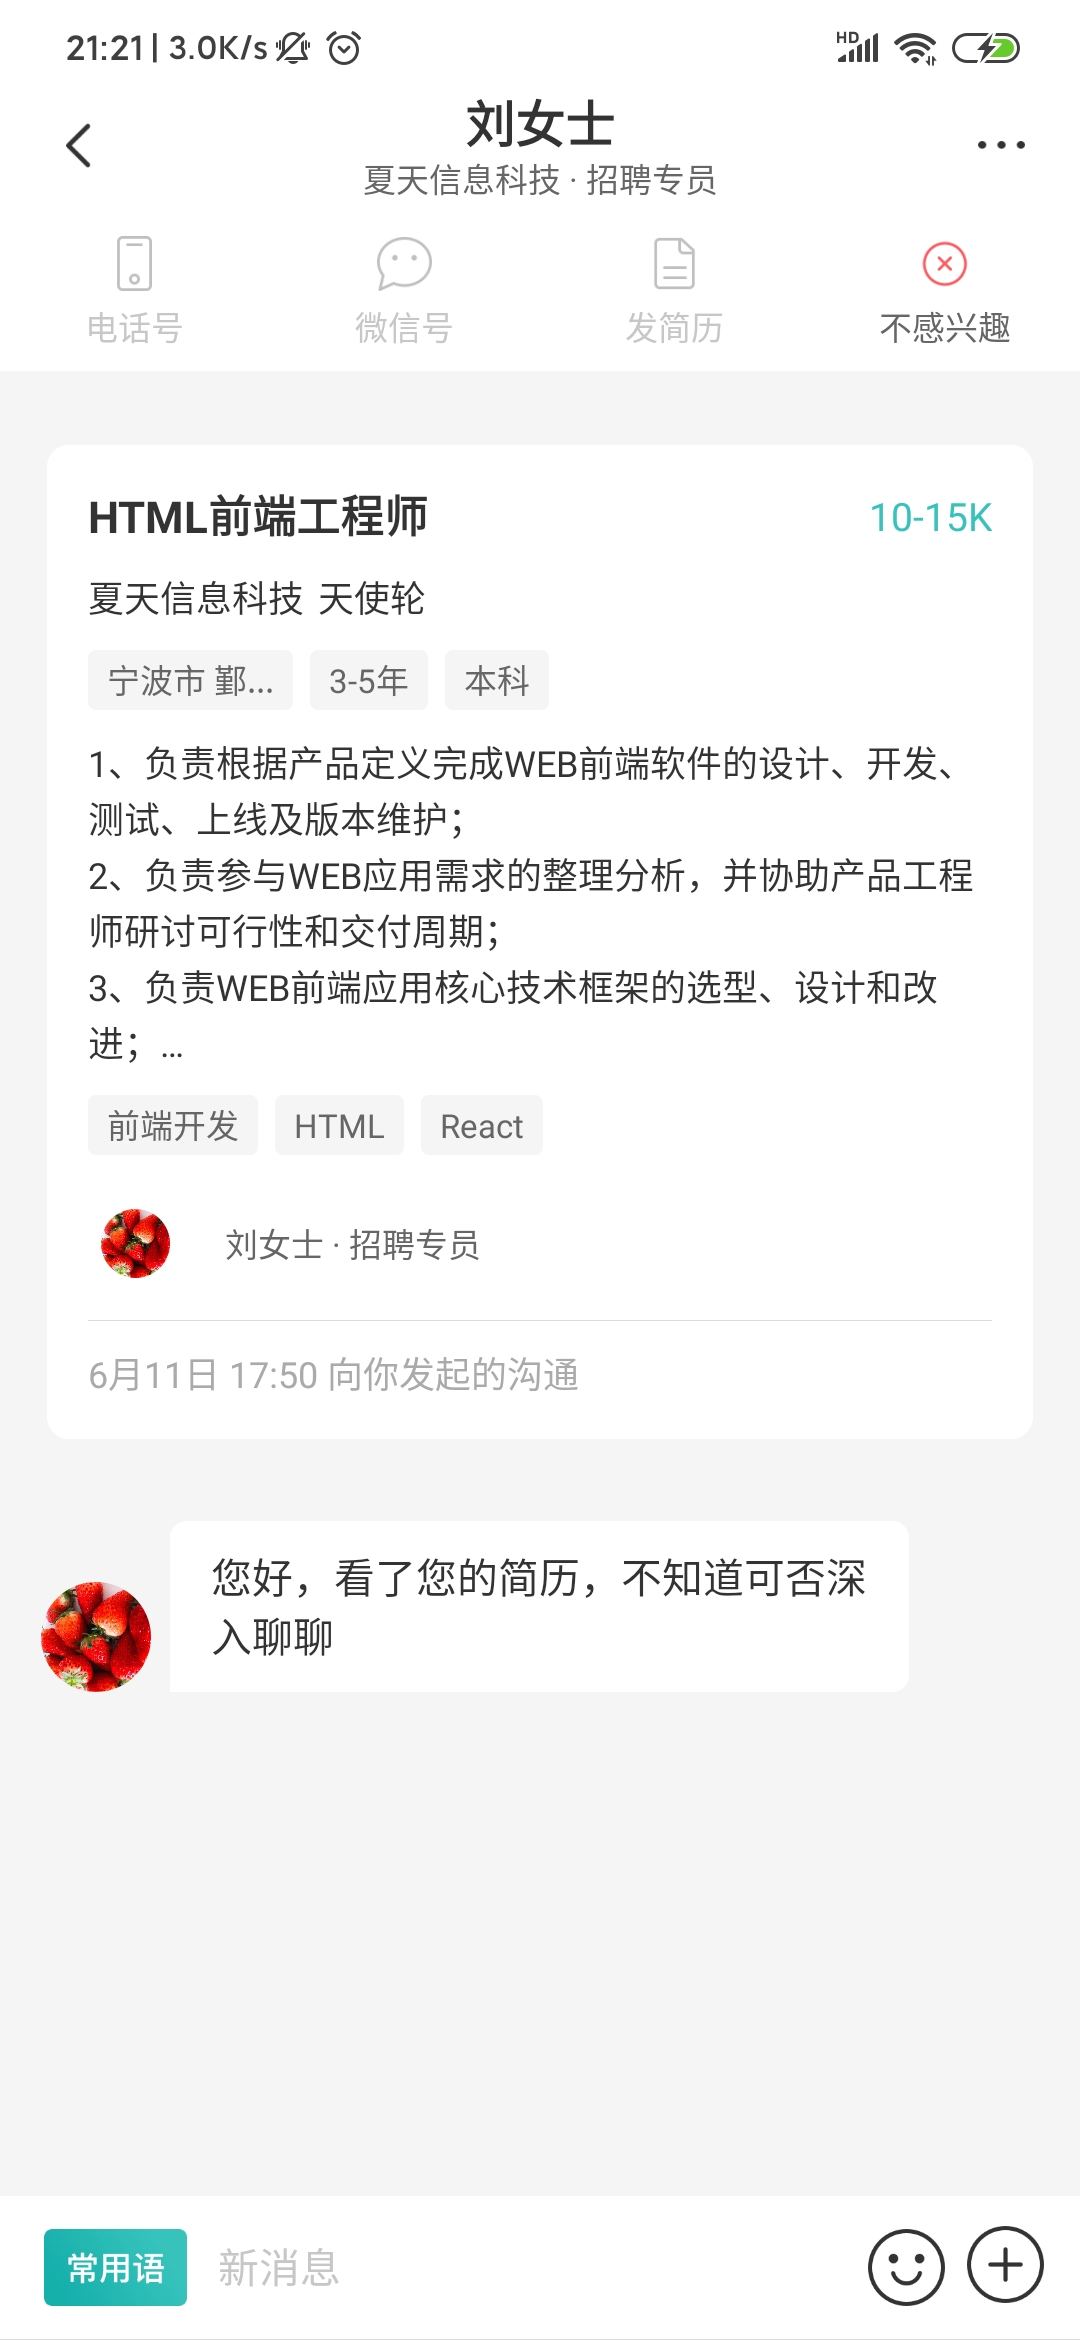 21:21 | 3.0K/s
HD
刘女士
夏天信息科技 · 招聘专员
电话号
微信号
发简历
不感兴趣
HTML前端工程师
10-15K
夏天信息科技 天使轮
宁波市 鄞...
3-5年
本科
1、负责根据产品定义完成WEB前端软件的设计、开发、
测试、上线及版本维护；
2、负责参与WEB应用需求的整理分析，并协助产品工程
师研讨可行性和交付周期；
3、负责WEB前端应用核心技术框架的选型、设计和改
进；...
前端开发
HTML
React
刘女士 · 招聘专员
6月11日 17:50 向你发起的沟通
您好，看了您的简历，不知道可否深
入聊聊
常用语
新消息